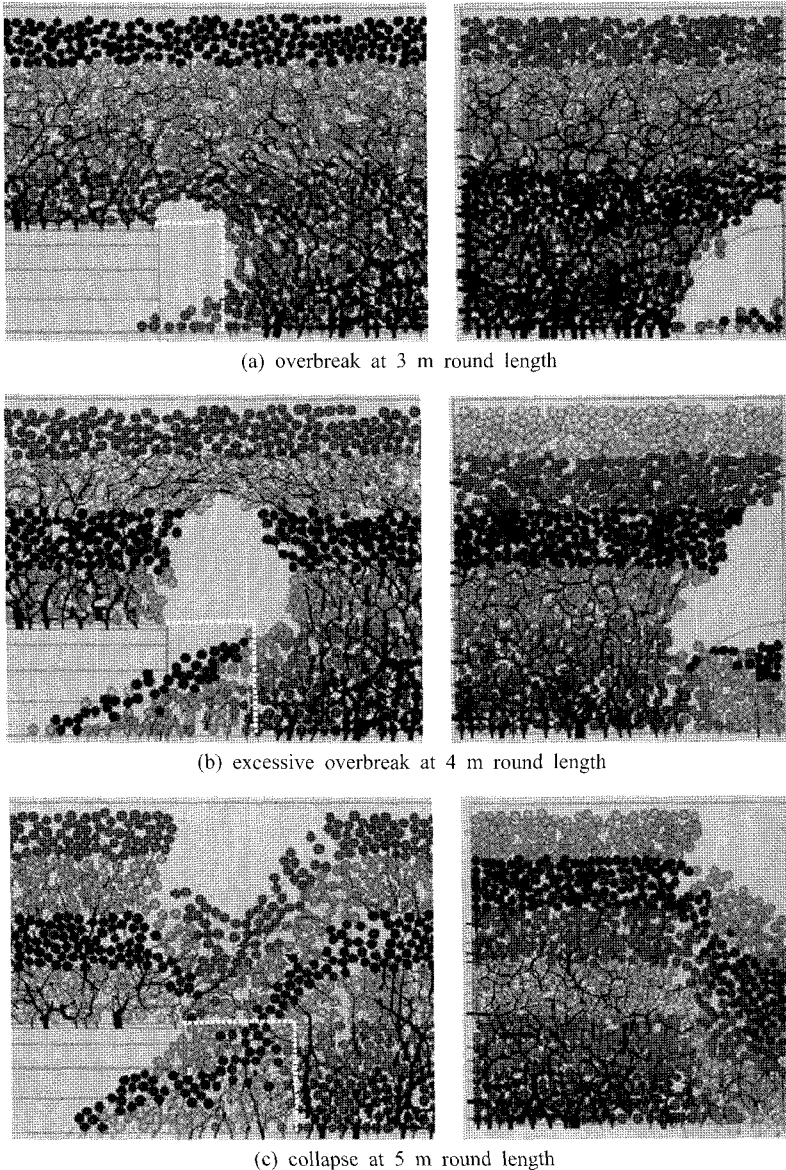 (a) overbreak at 3 m round length
(b) excessive overbreak at 4 m round length
(c) collapse at 5 m round length